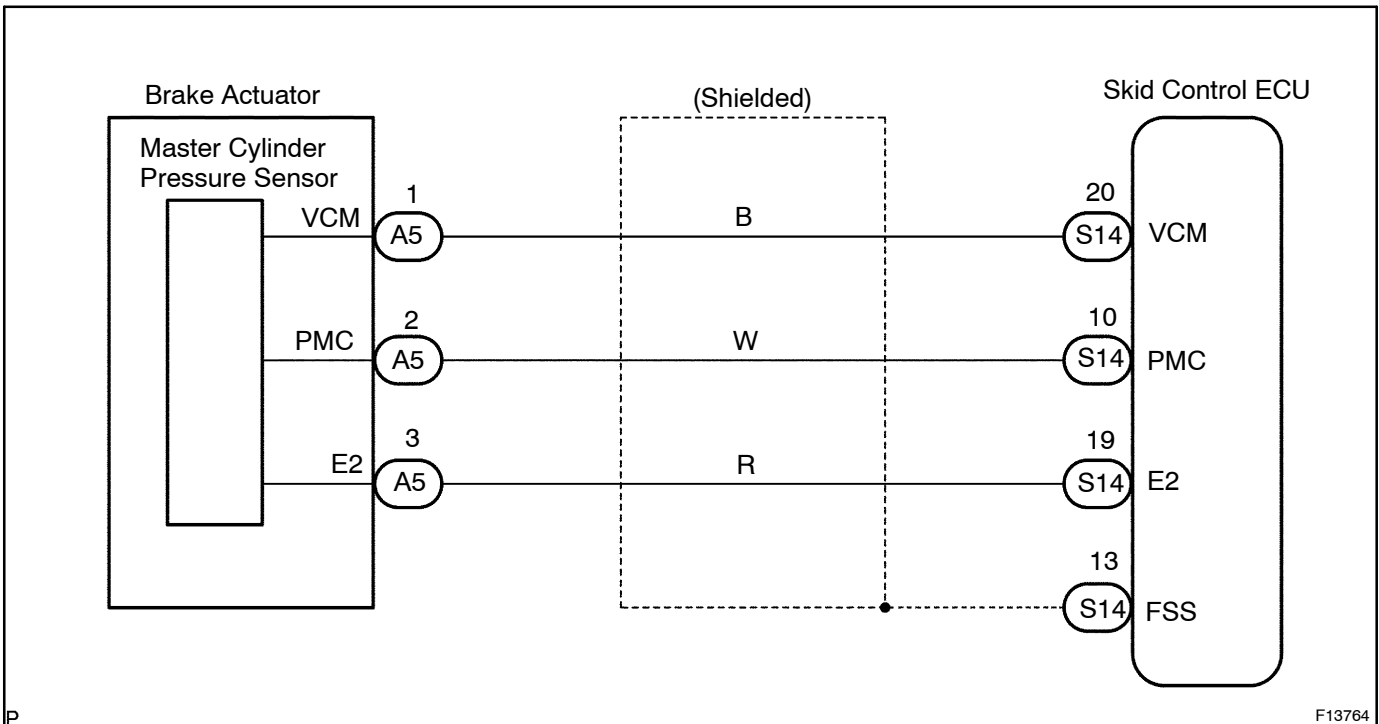 Brake Actuator
(Shielded)
Skid Control ECU
Master Cylinder
Pressure Sensor
1
20
VCM
A5
B
S14
VCM
2
10
PMC
A5
W
S14
PMC
3
19
E2
A5
R
S14
E2
13
S14
FSS
P
F13764